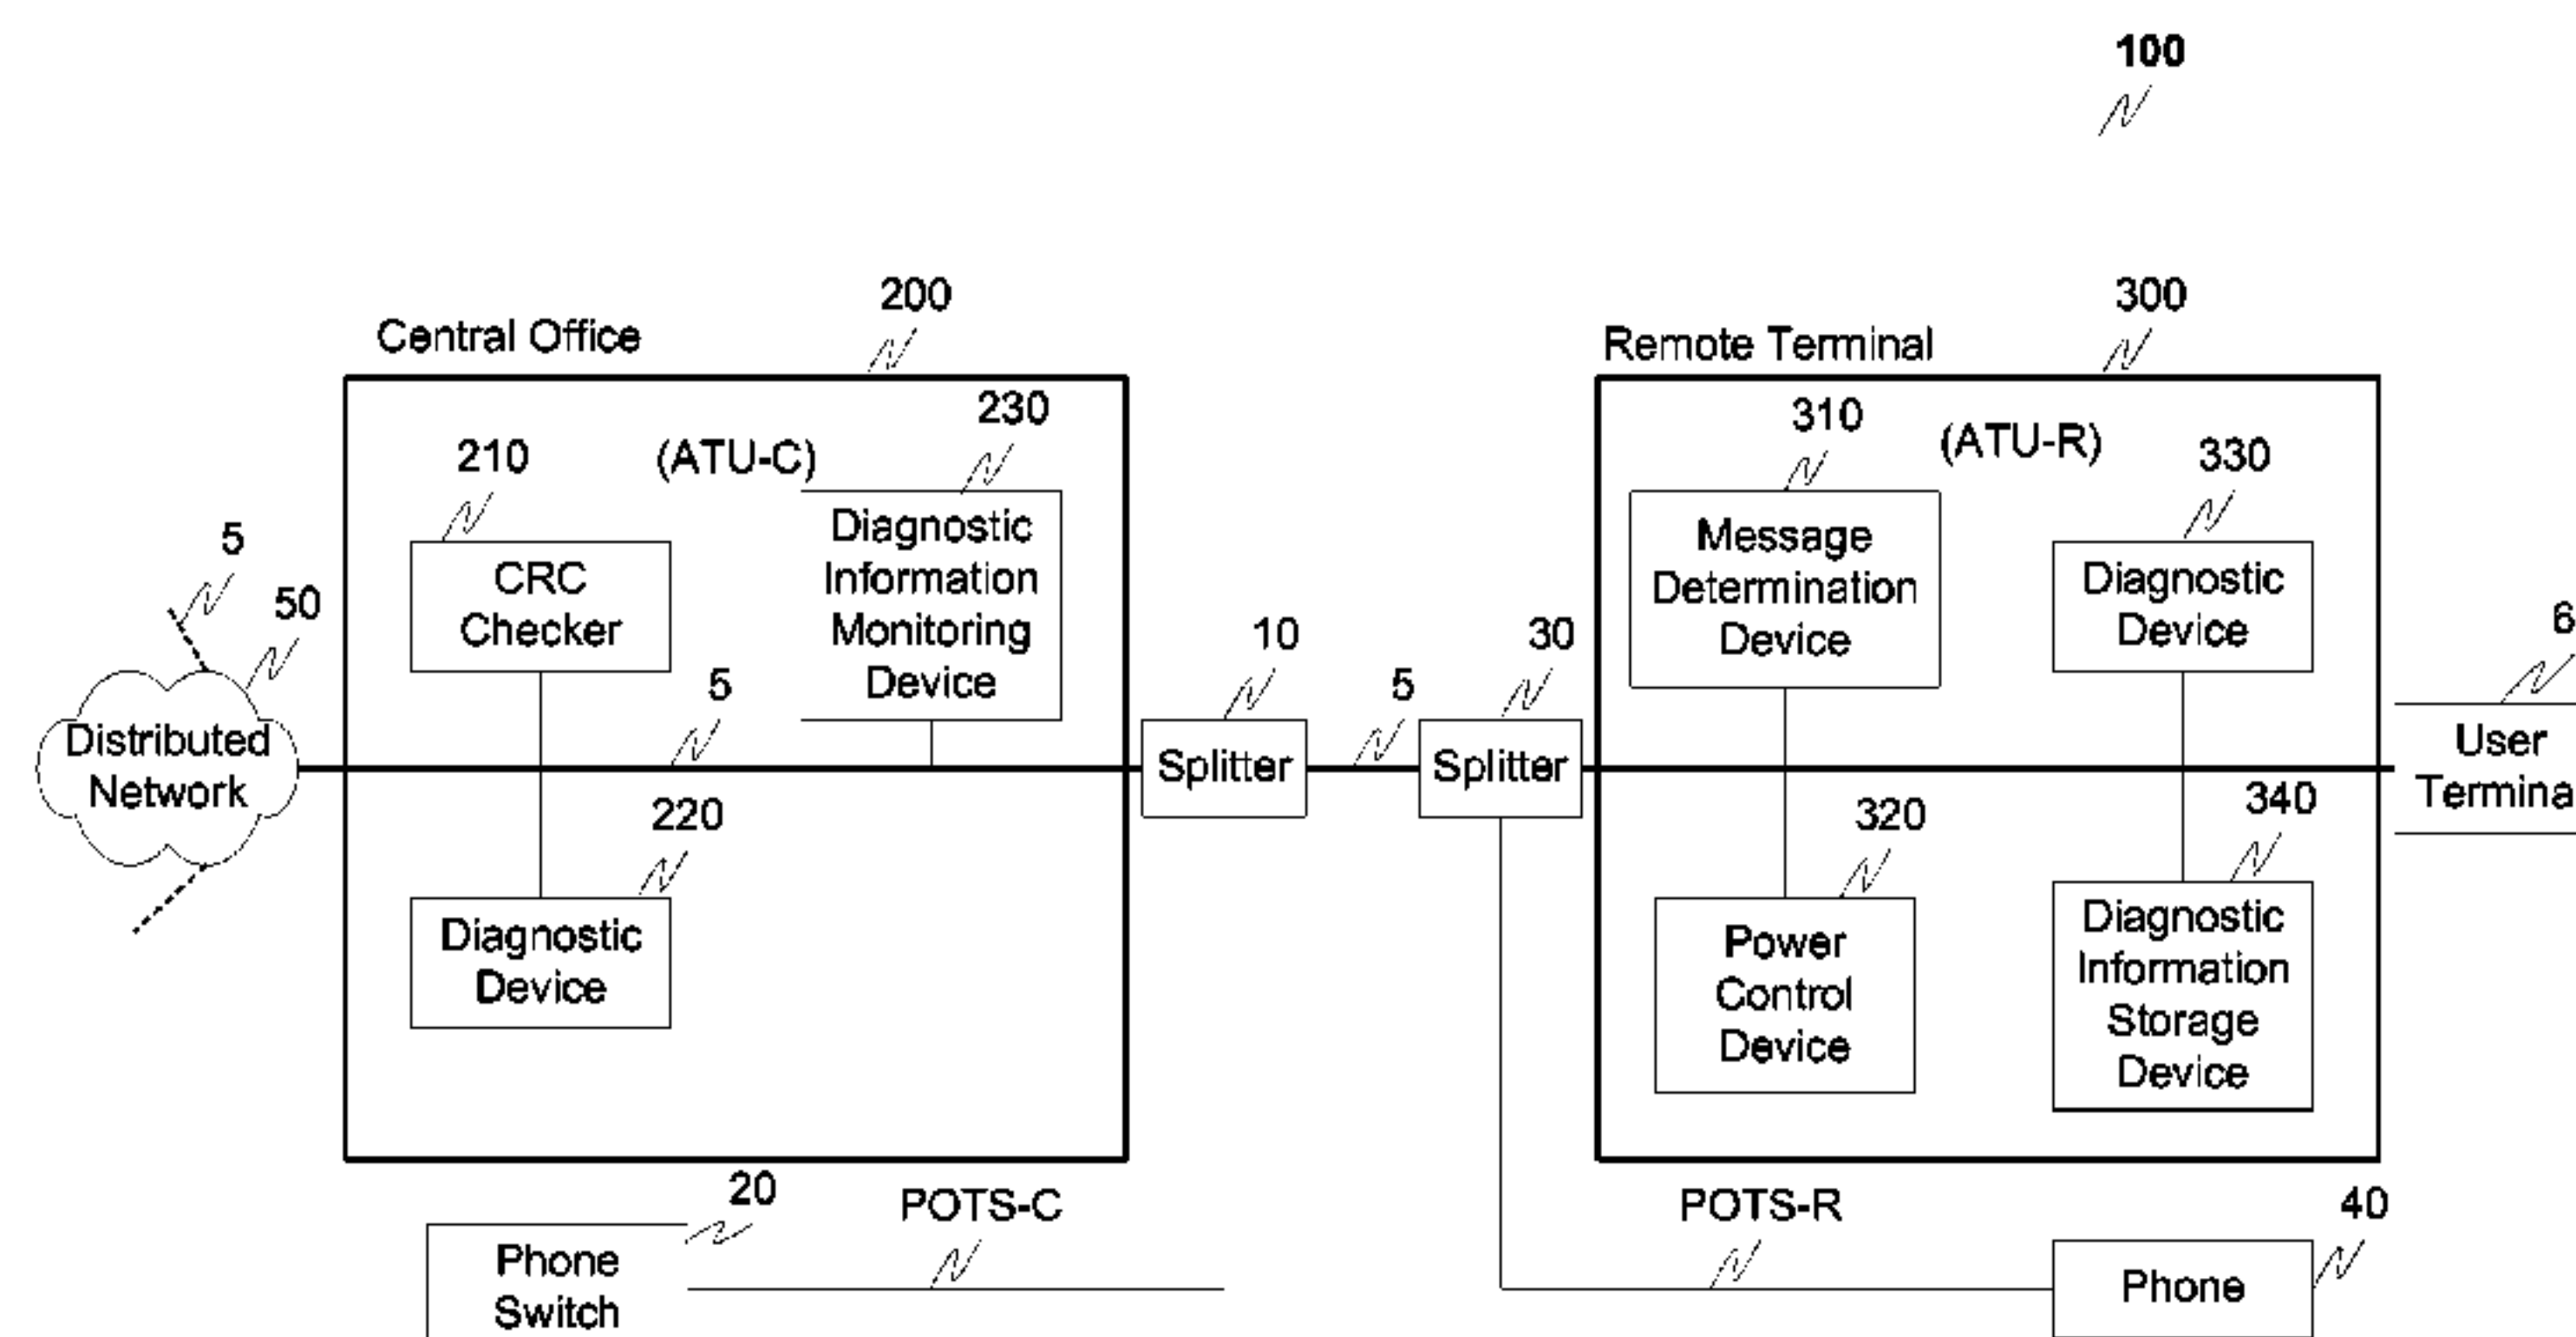 100
200
300
Central Office
Remote Terminal
230
310
(ATU-C)
(ATU-R)
210
330
Diagnostic
Information
Monitoring
Device
Message
Determination
Device
5
50
CRC
Checker
Diagnostic
Device
10
30
6
5
5
Distributed
Network
Splitter
Splitter
User
Termina
220
320
340
Diagnostic
Device
Power
Control
Device
Diagnostic
Information
Storage
Device
20
POTS-C
POTS-R
40
Phone
Switch
Phone